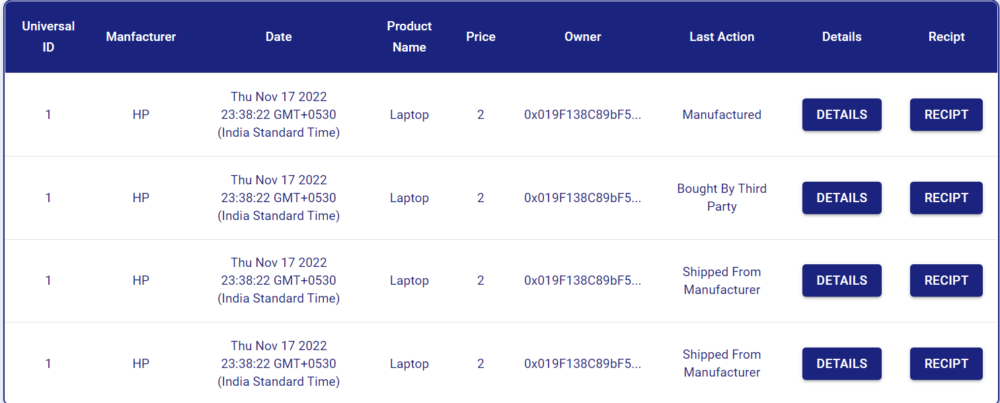 Universal ID Manfacturer Date Product Name Price Owner Last Action Details Recipt
1 HP Thu Nov 17 2022 23:38:22 GMT+0530 (India Standard Time) Laptop 2 0x019F138C89bF5... Manufactured DETAILS RECIPT
1 HP Thu Nov 17 2022 23:38:22 GMT+0530 (India Standard Time) Laptop 2 0x019F138C89bF5... Bought By Third Party DETAILS RECIPT
1 HP Thu Nov 17 2022 23:38:22 GMT+0530 (India Standard Time) Laptop 2 0x019F138C89bF5... Shipped From Manufacturer DETAILS RECIPT
1 HP Thu Nov 17 2022 23:38:22 GMT+0530 (India Standard Time) Laptop 2 0x019F138C89bF5... Shipped From Manufacturer DETAILS RECIPT